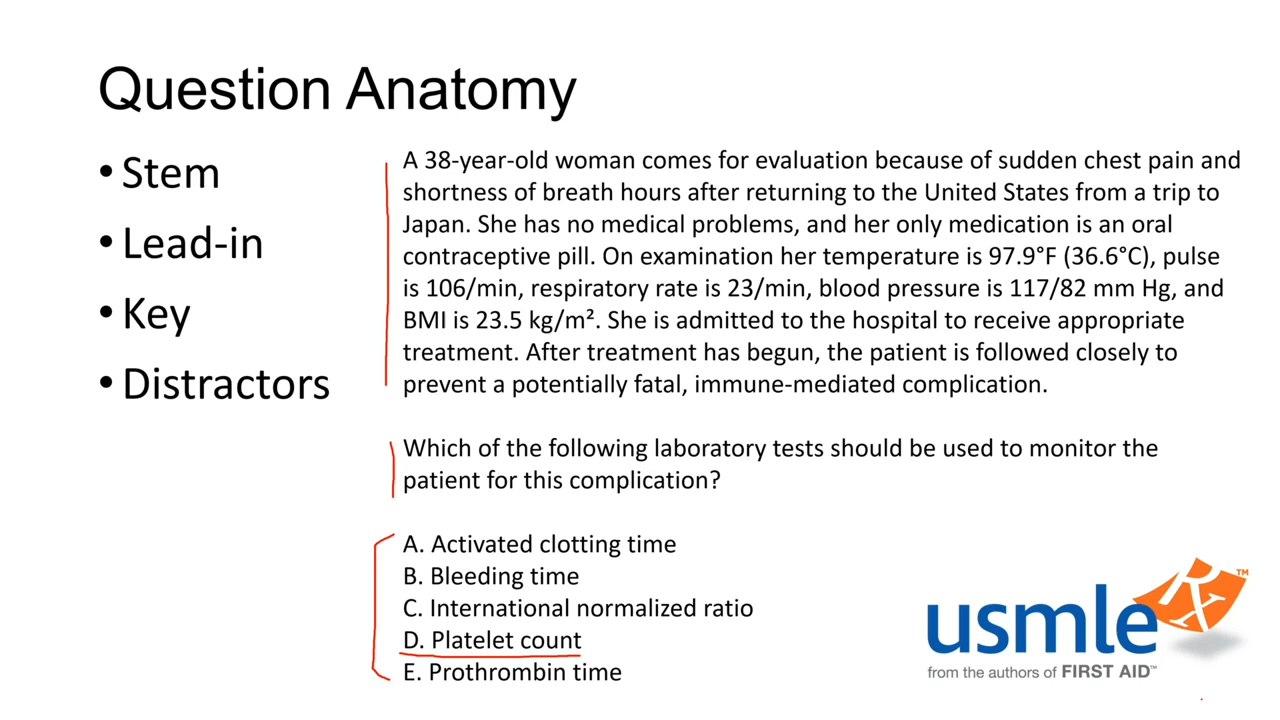 Question Anatomy
• Stem
• Lead-in
• Key
• Distractors
A 38-year-old woman comes for evaluation because of sudden chest pain and
shortness of breath hours after returning to the United States from a trip to
Japan. She has no medical problems, and her only medication is an oral
contraceptive pill. On examination her temperature is 97.9°F (36.6°C), pulse
is 106/min, respiratory rate is 23/min, blood pressure is 117/82 mm Hg, and
BMI is 23.5 kg/m². She is admitted to the hospital to receive appropriate
treatment. After treatment has begun, the patient is followed closely to
prevent a potentially fatal, immune-mediated complication.
Which of the following laboratory tests should be used to monitor the
patient for this complication?
A. Activated clotting time
B. Bleeding time
C. International normalized ratio
D. Platelet count
E. Prothrombin time
usmle Rx™
from the authors of FIRST AID™